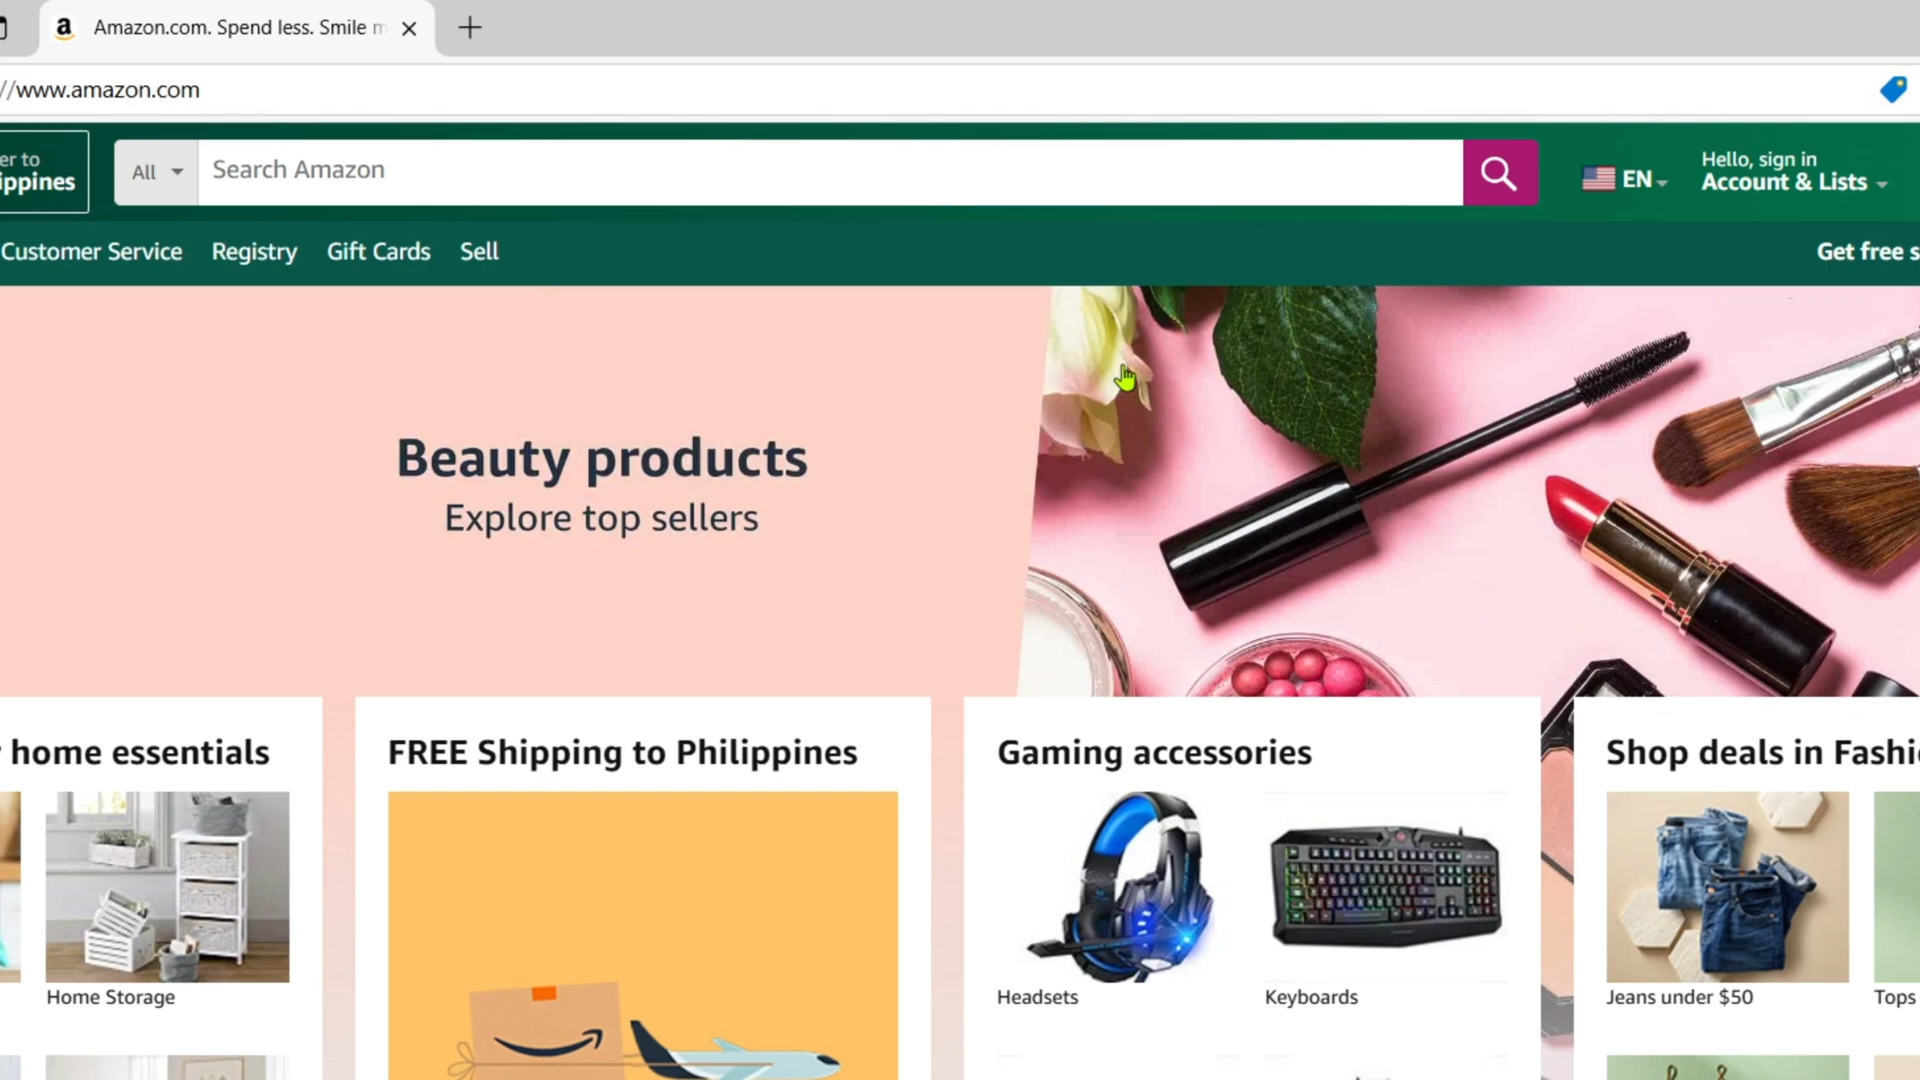 Amazon.com. Spend less. Smile m
//www.amazon.com
er to
ippines
All
Search Amazon
EN
Hello, sign in
Account & Lists
Customer Service
Registry
Gift Cards
Sell
Get free s
Beauty products
Explore top sellers
home essentials
Home Storage
FREE Shipping to Philippines
Gaming accessories
Headsets
Keyboards
Shop deals in Fashi
Jeans under $50
Tops